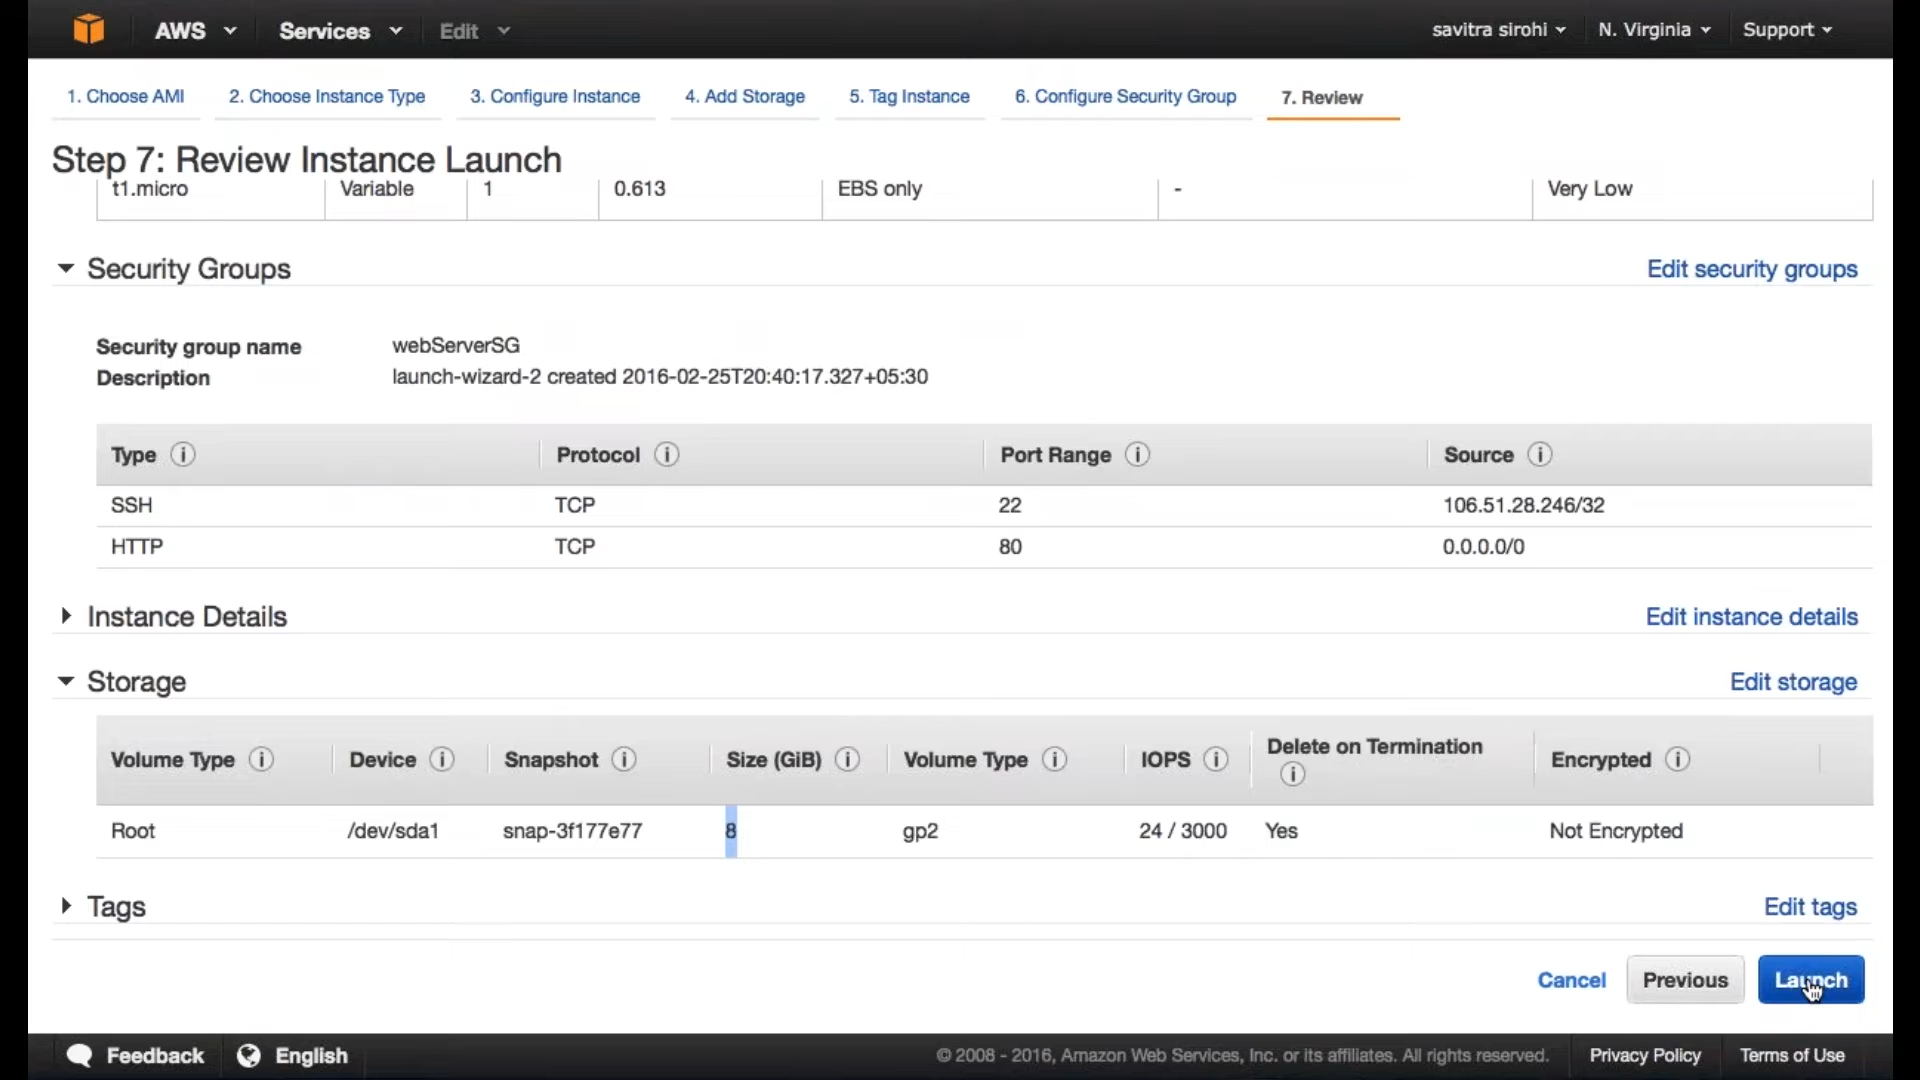 AWS Services Edit savitra sirohi N. Virginia Support
1. Choose AMI 2. Choose Instance Type 3. Configure Instance 4. Add Storage 5. Tag Instance 6. Configure Security Group 7. Review
Step 7: Review Instance Launch
t1.micro Variable 1 0.613 EBS only - Very Low
Security Groups Edit security groups
Security group name webServerSG
Description launch-wizard-2 created 2016-02-25T20:40:17.327+05:30
Type Protocol Port Range Source
SSH TCP 22 106.51.28.246/32
HTTP TCP 80 0.0.0.0/0
Instance Details Edit instance details
Storage Edit storage
Volume Type Device Snapshot Size (GiB) Volume Type IOPS Delete on Termination Encrypted
Root /dev/sda1 snap-3f177e77 8 gp2 24 / 3000 Yes Not Encrypted
Tags Edit tags
Cancel Previous Launch
Feedback English © 2008 - 2016, Amazon Web Services, Inc. or its affiliates. All rights reserved. Privacy Policy Terms of Use